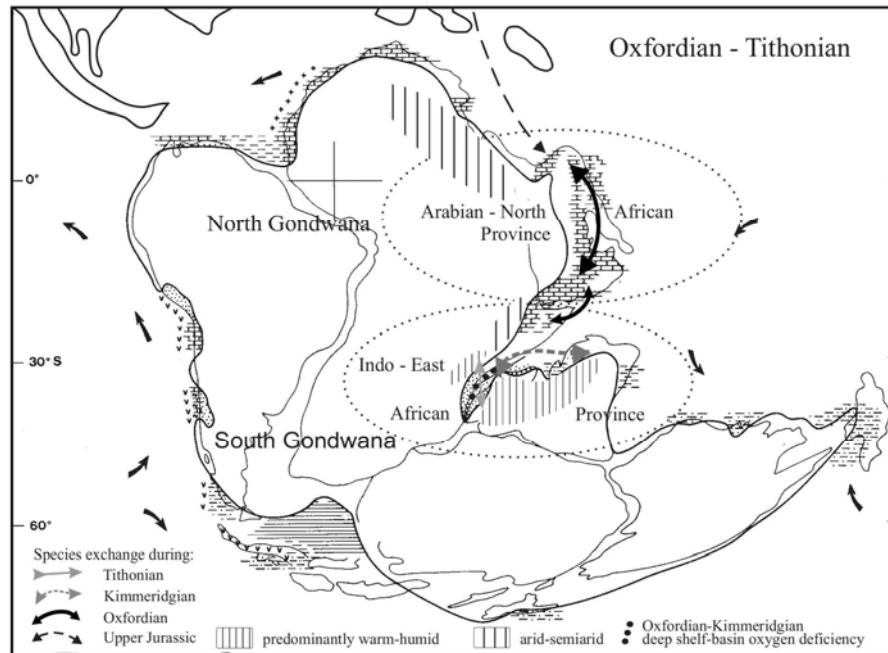 Oxfordian - Tithonian
0°
North Gondwana
Arabian - North African
Province
30°S
Indo - East
African Province
South Gondwana
60°
Species exchange during:
Tithonian
Kimmeridgian
Oxfordian
Upper Jurassic
predominantly warm-humid
arid-semiarid
Oxfordian-Kimmeridgian
deep shelf-basin oxygen deficiency